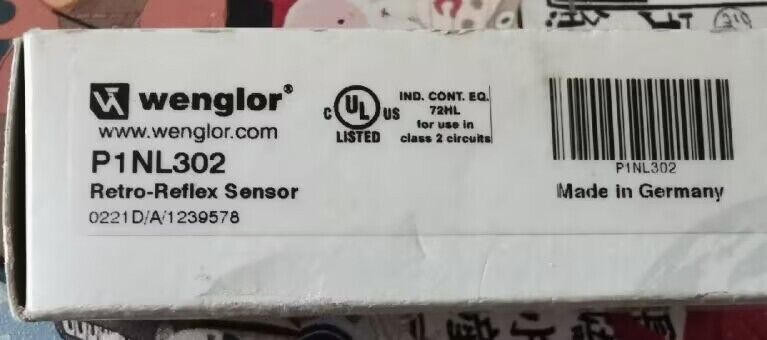 wenglor®
www.wenglor.com
P1NL302
Retro-Reflex Sensor
0221D/A/1239578
C UL US
LISTED
IND. CONT. EQ.
72HL
for use in
class 2 circuits
P1NL302
Made in Germany